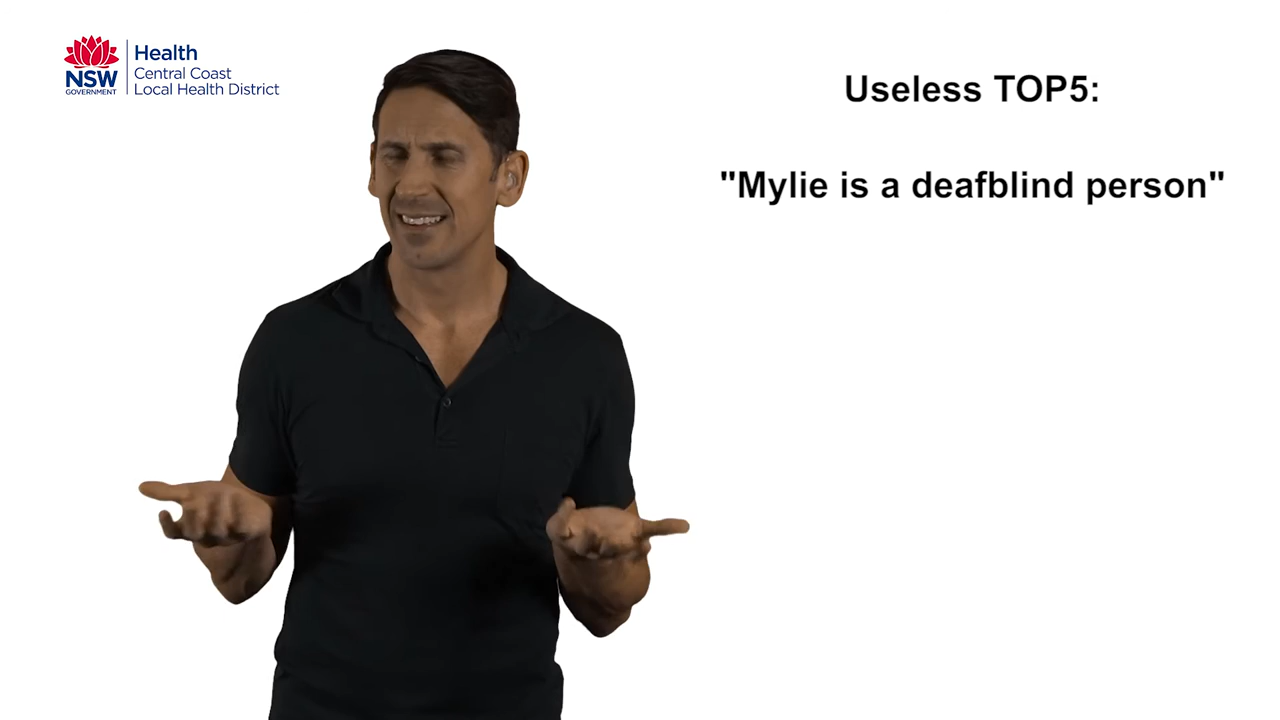 NSW
GOVERNMENT
Health
Central Coast
Local Health District
Useless TOP5:
"Mylie is a deafblind person"